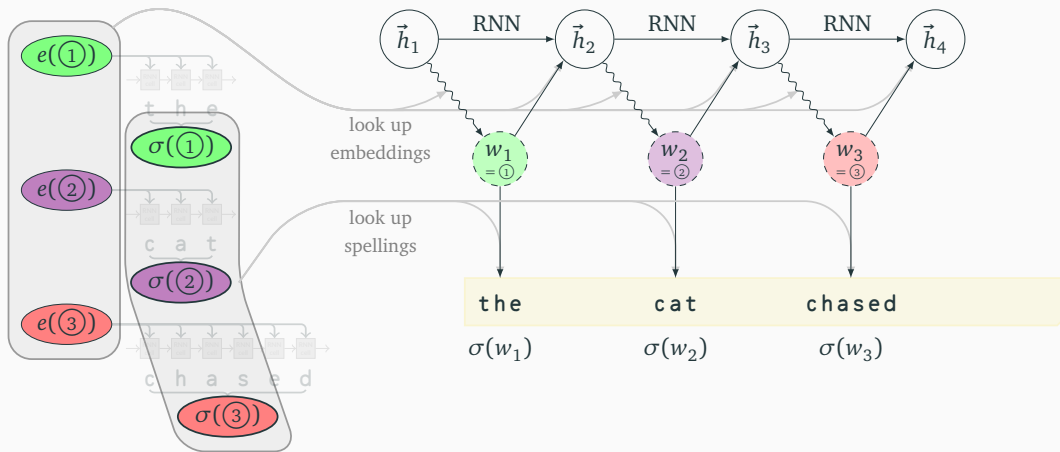 e(①)
t h e
σ(①)
e(②)
c a t
σ(②)
e(③)
c h a s e d
σ(③)
h⃗₁ RNN h⃗₂ RNN h⃗₃ RNN h⃗₄
look up
embeddings
w₁ w₂ w₃
=① =② =③
look up
spellings
the cat chased
σ(w₁) σ(w₂) σ(w₃)